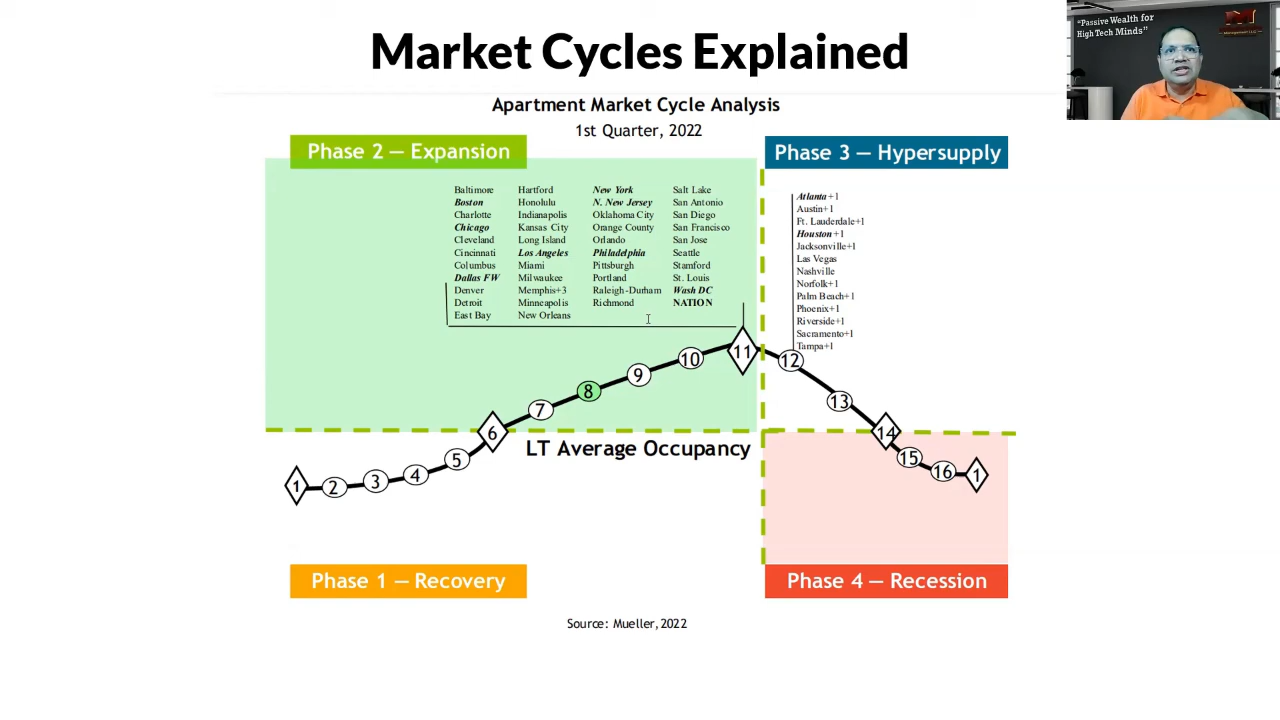 Market Cycles Explained
"Passive Wealth for
High Tech Minds"
Apartment Market Cycle Analysis
1st Quarter, 2022
Phase 2 — Expansion
Phase 3 — Hypersupply
Baltimore Hartford New York Salt Lake
Boston Honolulu N. New Jersey San Antonio
Charlotte Indianapolis Oklahoma City San Diego
Chicago Kansas City Orange County San Francisco
Cleveland Long Island Orlando San Jose
Cincinnati Los Angeles Philadelphia Seattle
Columbus Miami Pittsburgh Stamford
Dallas FW Milwaukee Portland St. Louis
Denver Memphis+3 Raleigh-Durham Wash DC
Detroit Minneapolis Richmond NATION
East Bay New Orleans
Atlanta+1
Austin+1
Ft. Lauderdale+1
Houston+1
Jacksonville+1
Las Vegas
Nashville
Norfolk+1
Palm Beach+1
Phoenix+1
Riverside+1
Sacramento+1
Tampa+1
1 2 3 4 5 6 7 8 9 10 11 12 13 14 15 16 1
LT Average Occupancy
Phase 1 — Recovery
Phase 4 — Recession
Source: Mueller,2022